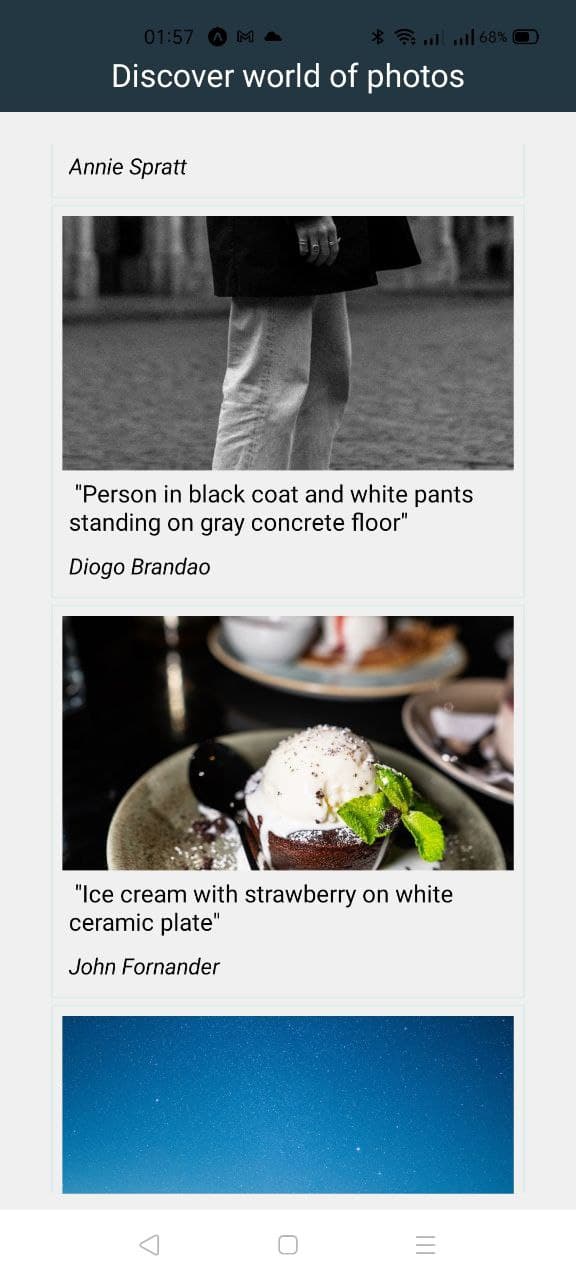 01:57 68%
Discover world of photos
Annie Spratt
"Person in black coat and white pants
standing on gray concrete floor"
Diogo Brandao
"Ice cream with strawberry on white
ceramic plate"
John Fornander